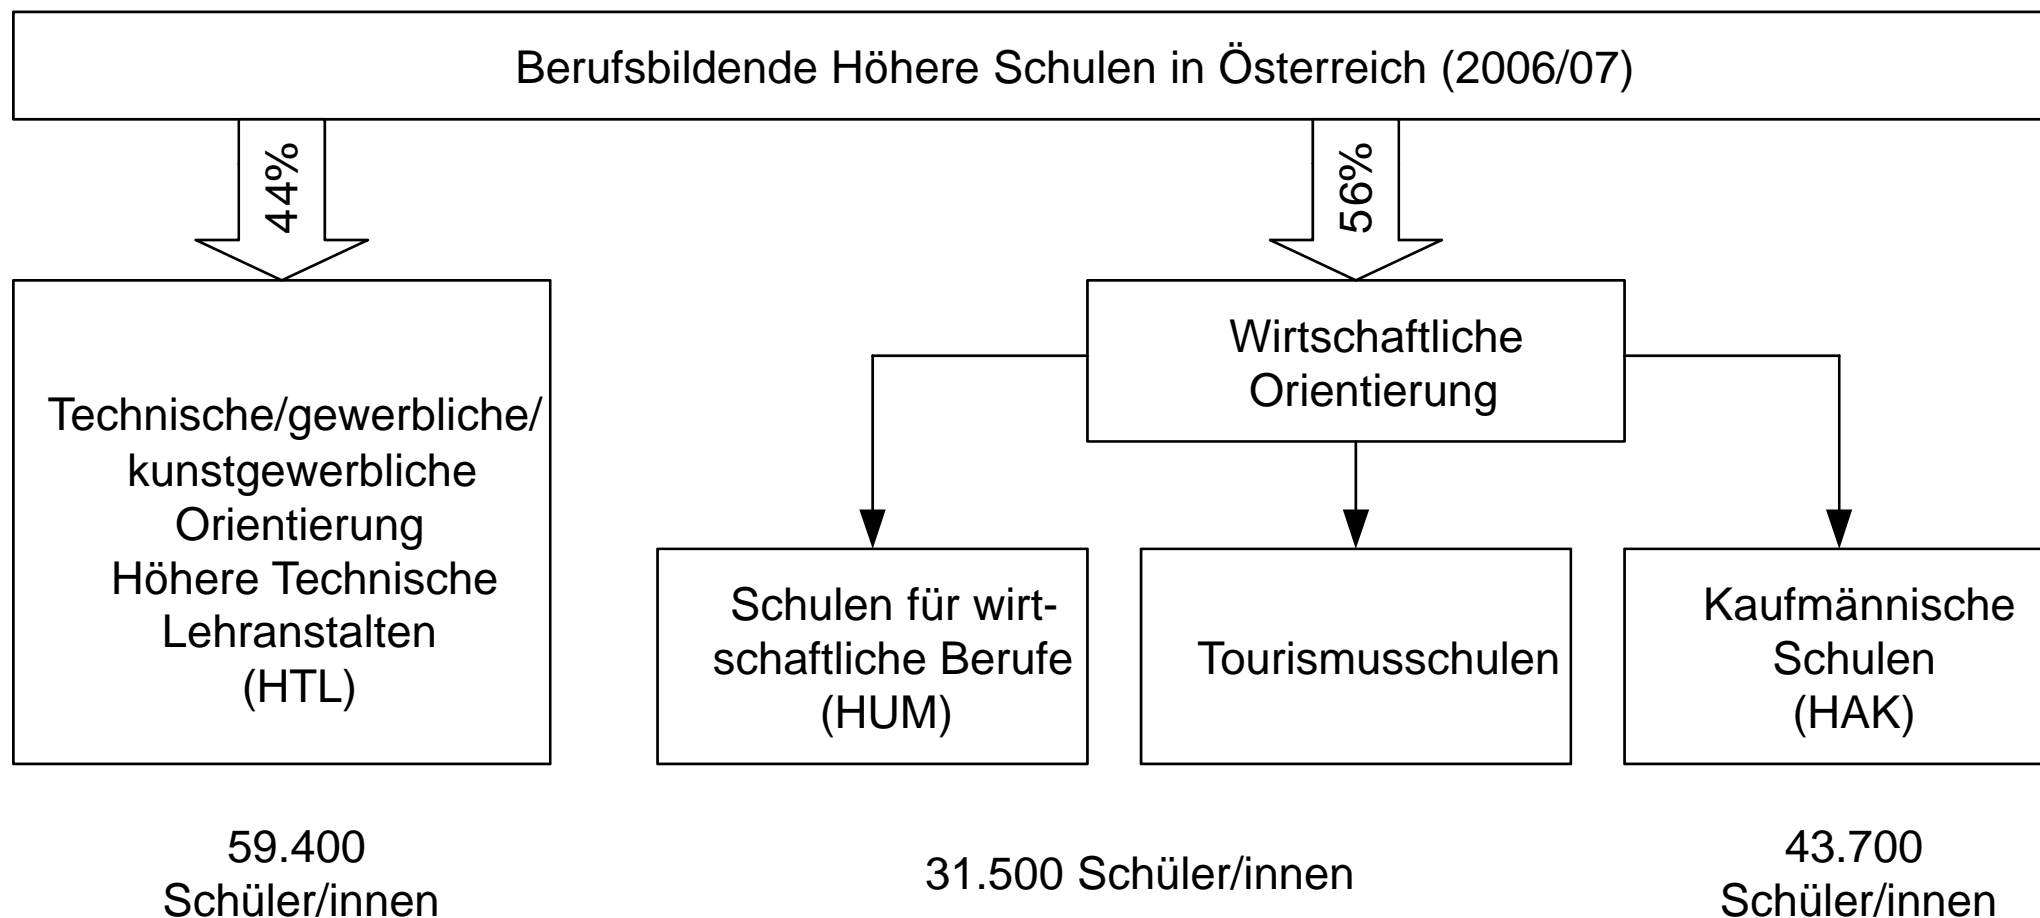 Berufsbildende Höhere Schulen in Österreich (2006/07)
44%
56%
Technische/gewerbliche/
kunstgewerbliche
Orientierung
Höhere Technische
Lehranstalten
(HTL)
Wirtschaftliche
Orientierung
Schulen für wirt-
schaftliche Berufe
(HUM)
Tourismusschulen
Kaufmännische
Schulen
(HAK)
59.400
Schüler/innen
31.500 Schüler/innen
43.700
Schüler/innen